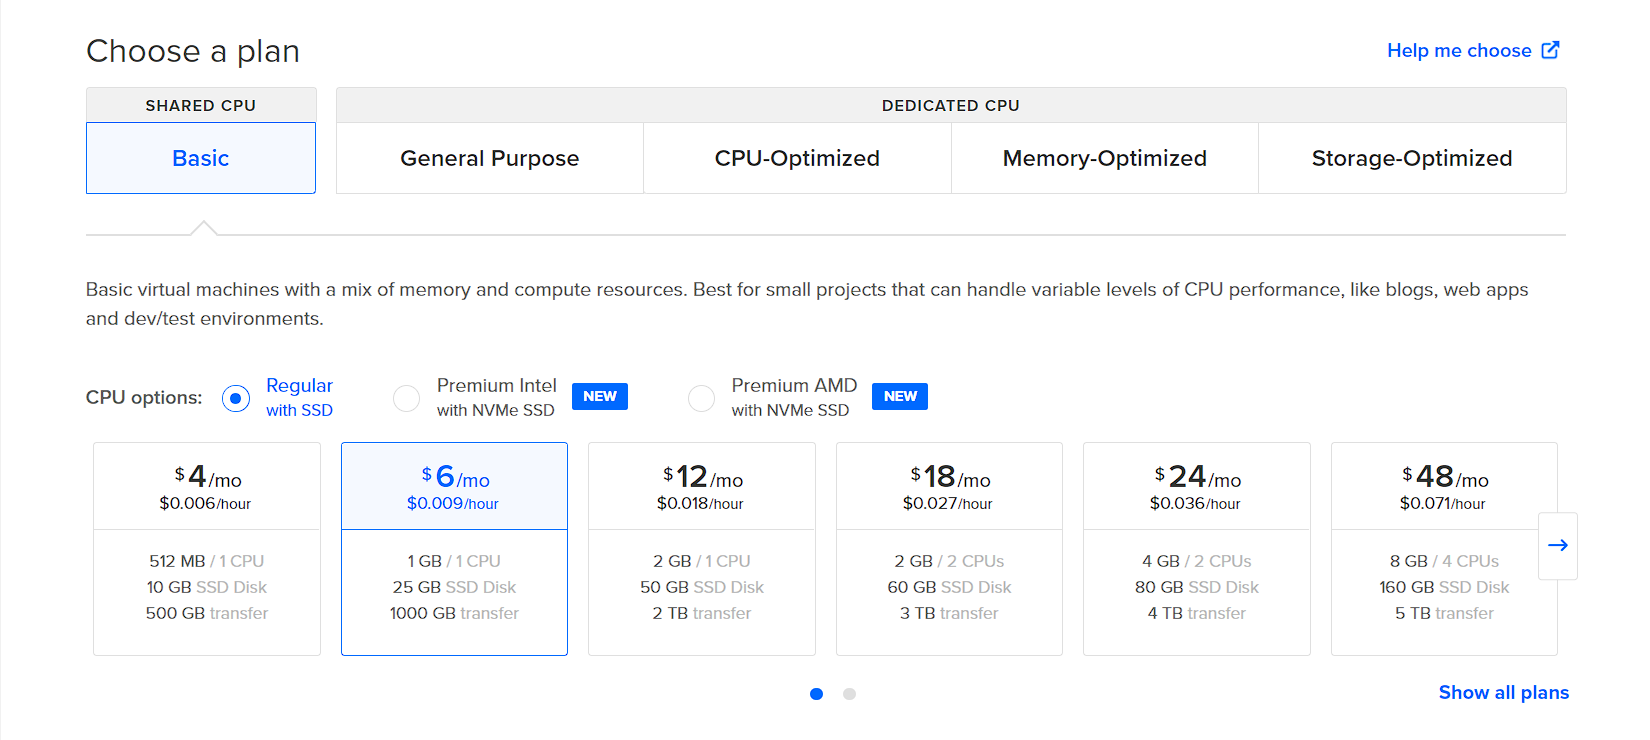 Choose a plan
Help me choose
SHARED CPU
DEDICATED CPU
Basic
General Purpose
CPU-Optimized
Memory-Optimized
Storage-Optimized
Basic virtual machines with a mix of memory and compute resources. Best for small projects that can handle variable levels of CPU performance, like blogs, web apps
and dev/test environments.
CPU options:
Regular
with SSD
Premium Intel
with NVMe SSD
NEW
Premium AMD
with NVMe SSD
NEW
$4/mo
$0.006/hour
512 MB / 1 CPU
10 GB SSD Disk
500 GB transfer
$6/mo
$0.009/hour
1 GB / 1 CPU
25 GB SSD Disk
1000 GB transfer
$12/mo
$0.018/hour
2 GB / 1 CPU
50 GB SSD Disk
2 TB transfer
$18/mo
$0.027/hour
2 GB / 2 CPUs
60 GB SSD Disk
3 TB transfer
$24/mo
$0.036/hour
4 GB / 2 CPUs
80 GB SSD Disk
4 TB transfer
$48/mo
$0.071/hour
8 GB / 4 CPUs
160 GB SSD Disk
5 TB transfer
Show all plans